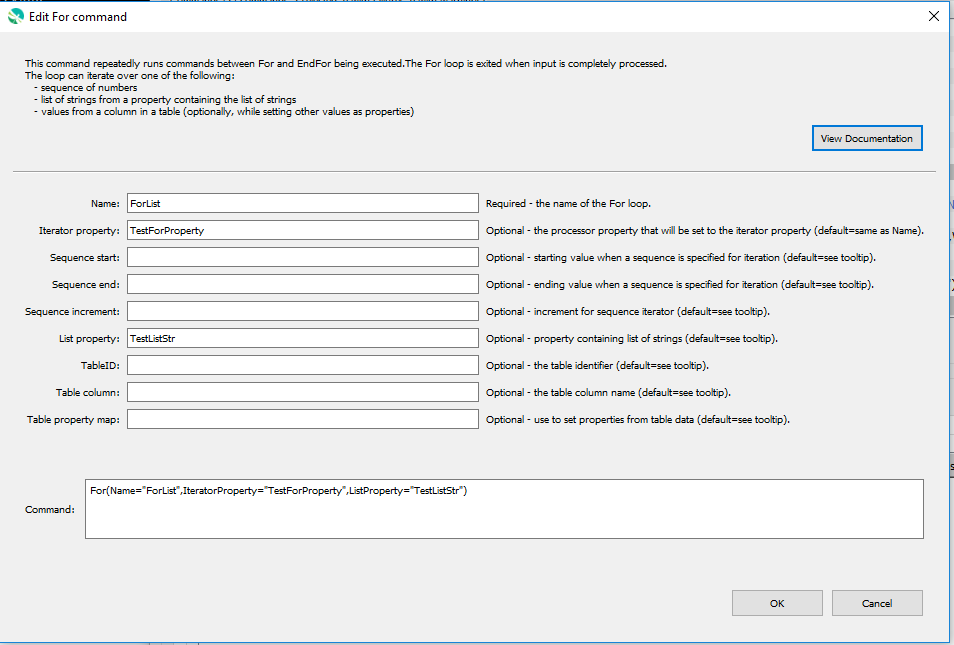 Edit For command
This command repeatedly runs commands between For and EndFor being executed.The For loop is exited when input is completely processed.
The loop can iterate over one of the following:
- sequence of numbers
- list of strings from a property containing the list of strings
- values from a column in a table (optionally, while setting other values as properties)
View Documentation
Name: ForList Required - the name of the For loop.
Iterator property: TestForProperty Optional - the processor property that will be set to the iterator property (default=same as Name).
Sequence start: Optional - starting value when a sequence is specified for iteration (default=see tooltip).
Sequence end: Optional - ending value when a sequence is specified for iteration (default=see tooltip).
Sequence increment: Optional - increment for sequence iterator (default=see tooltip).
List property: TestListStr Optional - property containing list of strings (default=see tooltip).
TableID: Optional - the table identifier (default=see tooltip).
Table column: Optional - the table column name (default=see tooltip).
Table property map: Optional - use to set properties from table data (default=see tooltip).
Command: For(Name="ForList",IteratorProperty="TestForProperty",ListProperty="TestListStr")
OK Cancel